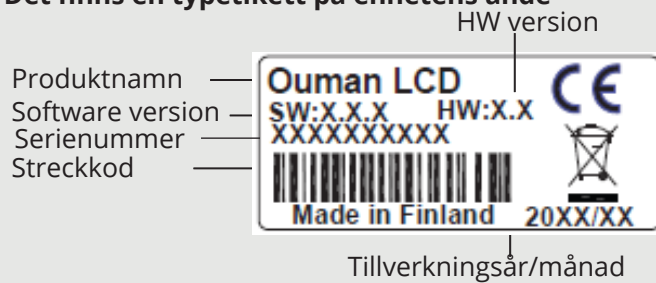 Det finns en typetikett på enhetens ände
HW version
Produktnamn
Ouman LCD
Software version
SW:X.X.X HW:X.X
Serienummer
XXXXXXXXXX
Streckkod
Made in Finland 20XX/XX
Tillverkningsår/månad
CE